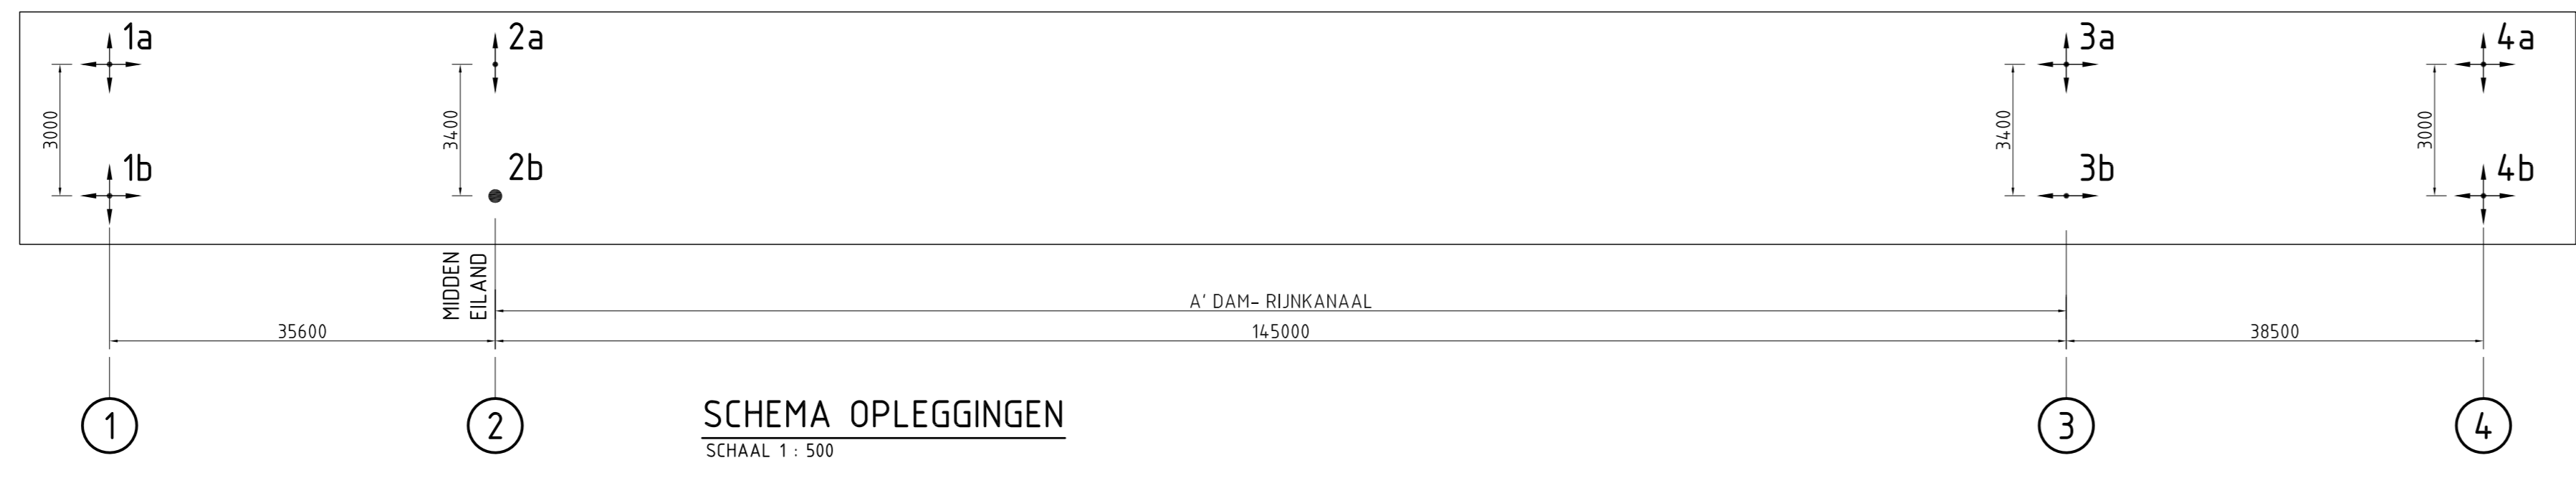 1a
2a
3a
4a
3000
3400
3400
3000
1b
2b
3b
4b
MIDDEN
EILAND
A' DAM- RIJNKANAAL
35600
145000
38500
1
2
3
4
SCHEMA OPLEGGINGEN
SCHAAL 1 : 500